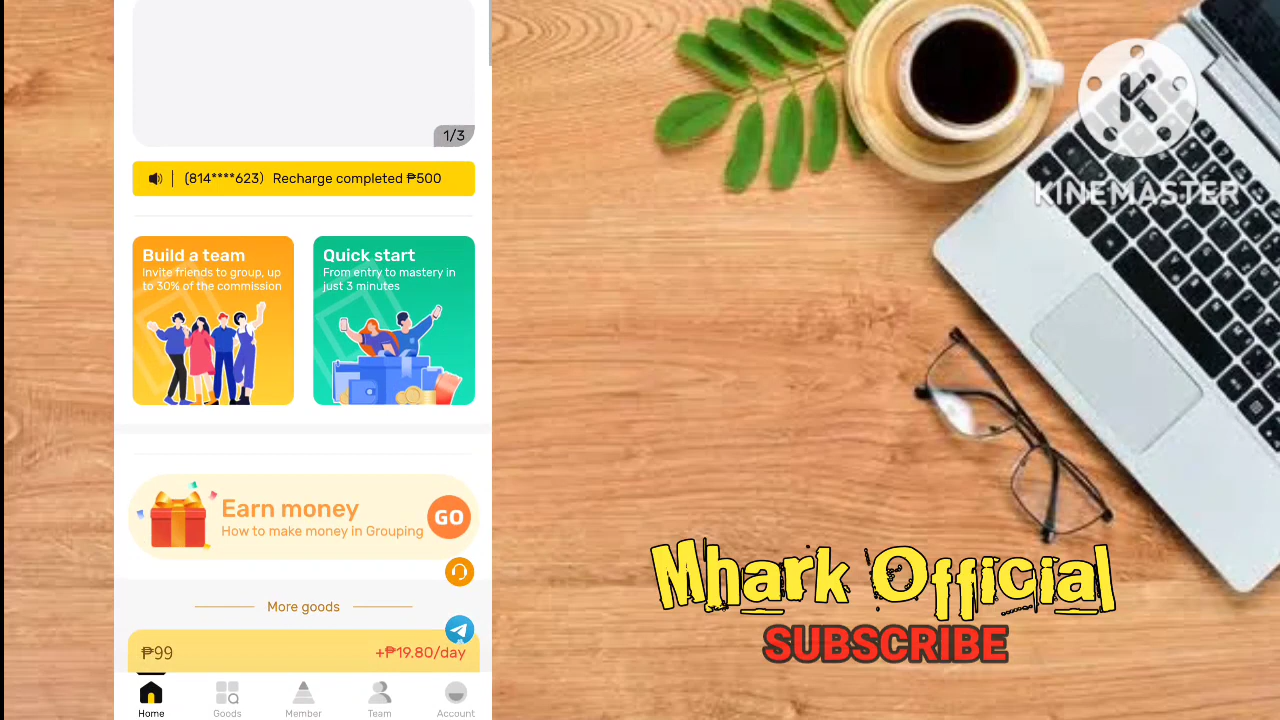 1/3
(814****623) Recharge completed ₱500
Build a team
Invite friends to group, up
to 30% of the commission
Quick start
From entry to mastery in
just 3 minutes
Earn money
How to make money in Grouping
GO
More goods
₱99
+₱19.80/day
Home
Goods
Member
Team
Account
K
KINEMASTER
Mhark Official
SUBSCRIBE